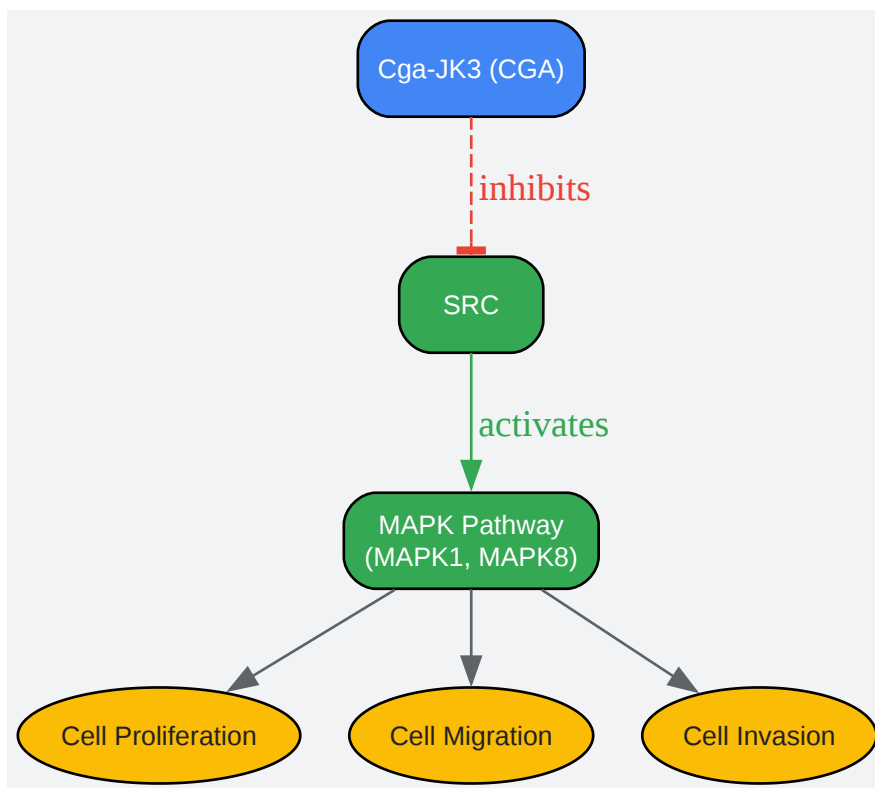 Cga-JK3 (CGA)
inhibits
SRC
activates
MAPK Pathway
(MAPK1, MAPK8)
Cell Proliferation
Cell Migration
Cell Invasion